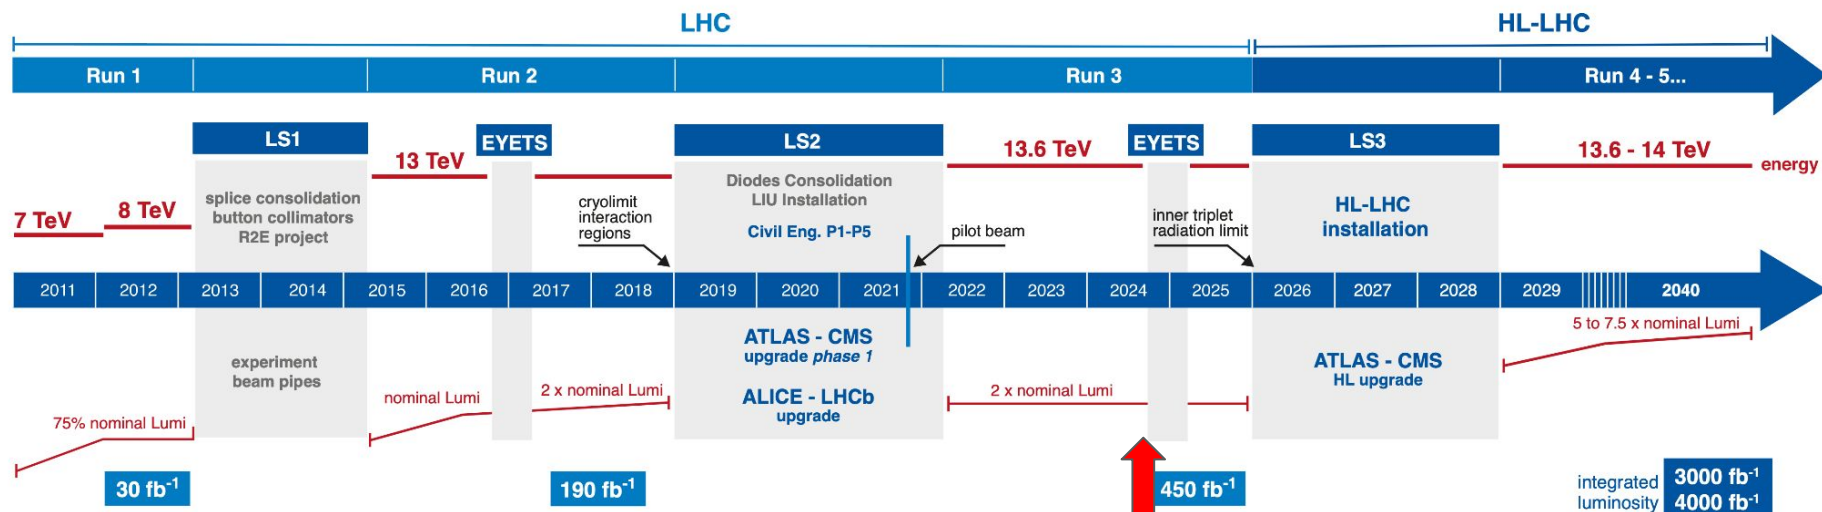 LHC
HL-LHC
Run 1
Run 2
Run 3
Run 4 - 5...
LS1
EYETS
LS2
EYETS
LS3
7 TeV
8 TeV
13 TeV
13.6 TeV
13.6 - 14 TeV
energy
splice consolidation
button collimators
R2E project
cryolimit
interaction
regions
Diodes Consolidation
LIU Installation
Civil Eng. P1-P5
pilot beam
inner triplet
radiation limit
HL-LHC
installation
2011
2012
2013
2014
2015
2016
2017
2018
2019
2020
2021
2022
2023
2024
2025
2026
2027
2028
2029
2040
experiment
beam pipes
ATLAS - CMS
upgrade phase 1
ALICE - LHCb
upgrade
ATLAS - CMS
HL upgrade
75% nominal Lumi
nominal Lumi
2 x nominal Lumi
2 x nominal Lumi
5 to 7.5 x nominal Lumi
30 fb⁻¹
190 fb⁻¹
450 fb⁻¹
integrated
luminosity
3000 fb⁻¹
4000 fb⁻¹